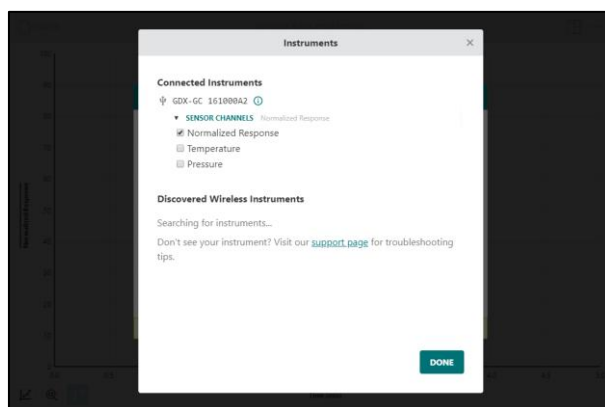 Instruments
×
Connected Instruments
GDX-GC 161000A2
SENSOR CHANNELS Normalized Response
Normalized Response
Temperature
Pressure
Discovered Wireless Instruments
Searching for instruments...
Don't see your instrument? Visit our support page for troubleshooting
tips.
DONE